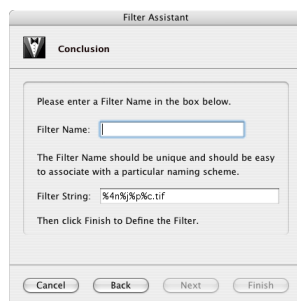 Filter Assistant
Conclusion
Please enter a Filter Name in the box below.
Filter Name:
The Filter Name should be unique and should be easy
to associate with a particular naming scheme.
Filter String: %4n%j%p%c.tif
Then click Finish to Define the Filter.
Cancel Back Next Finish